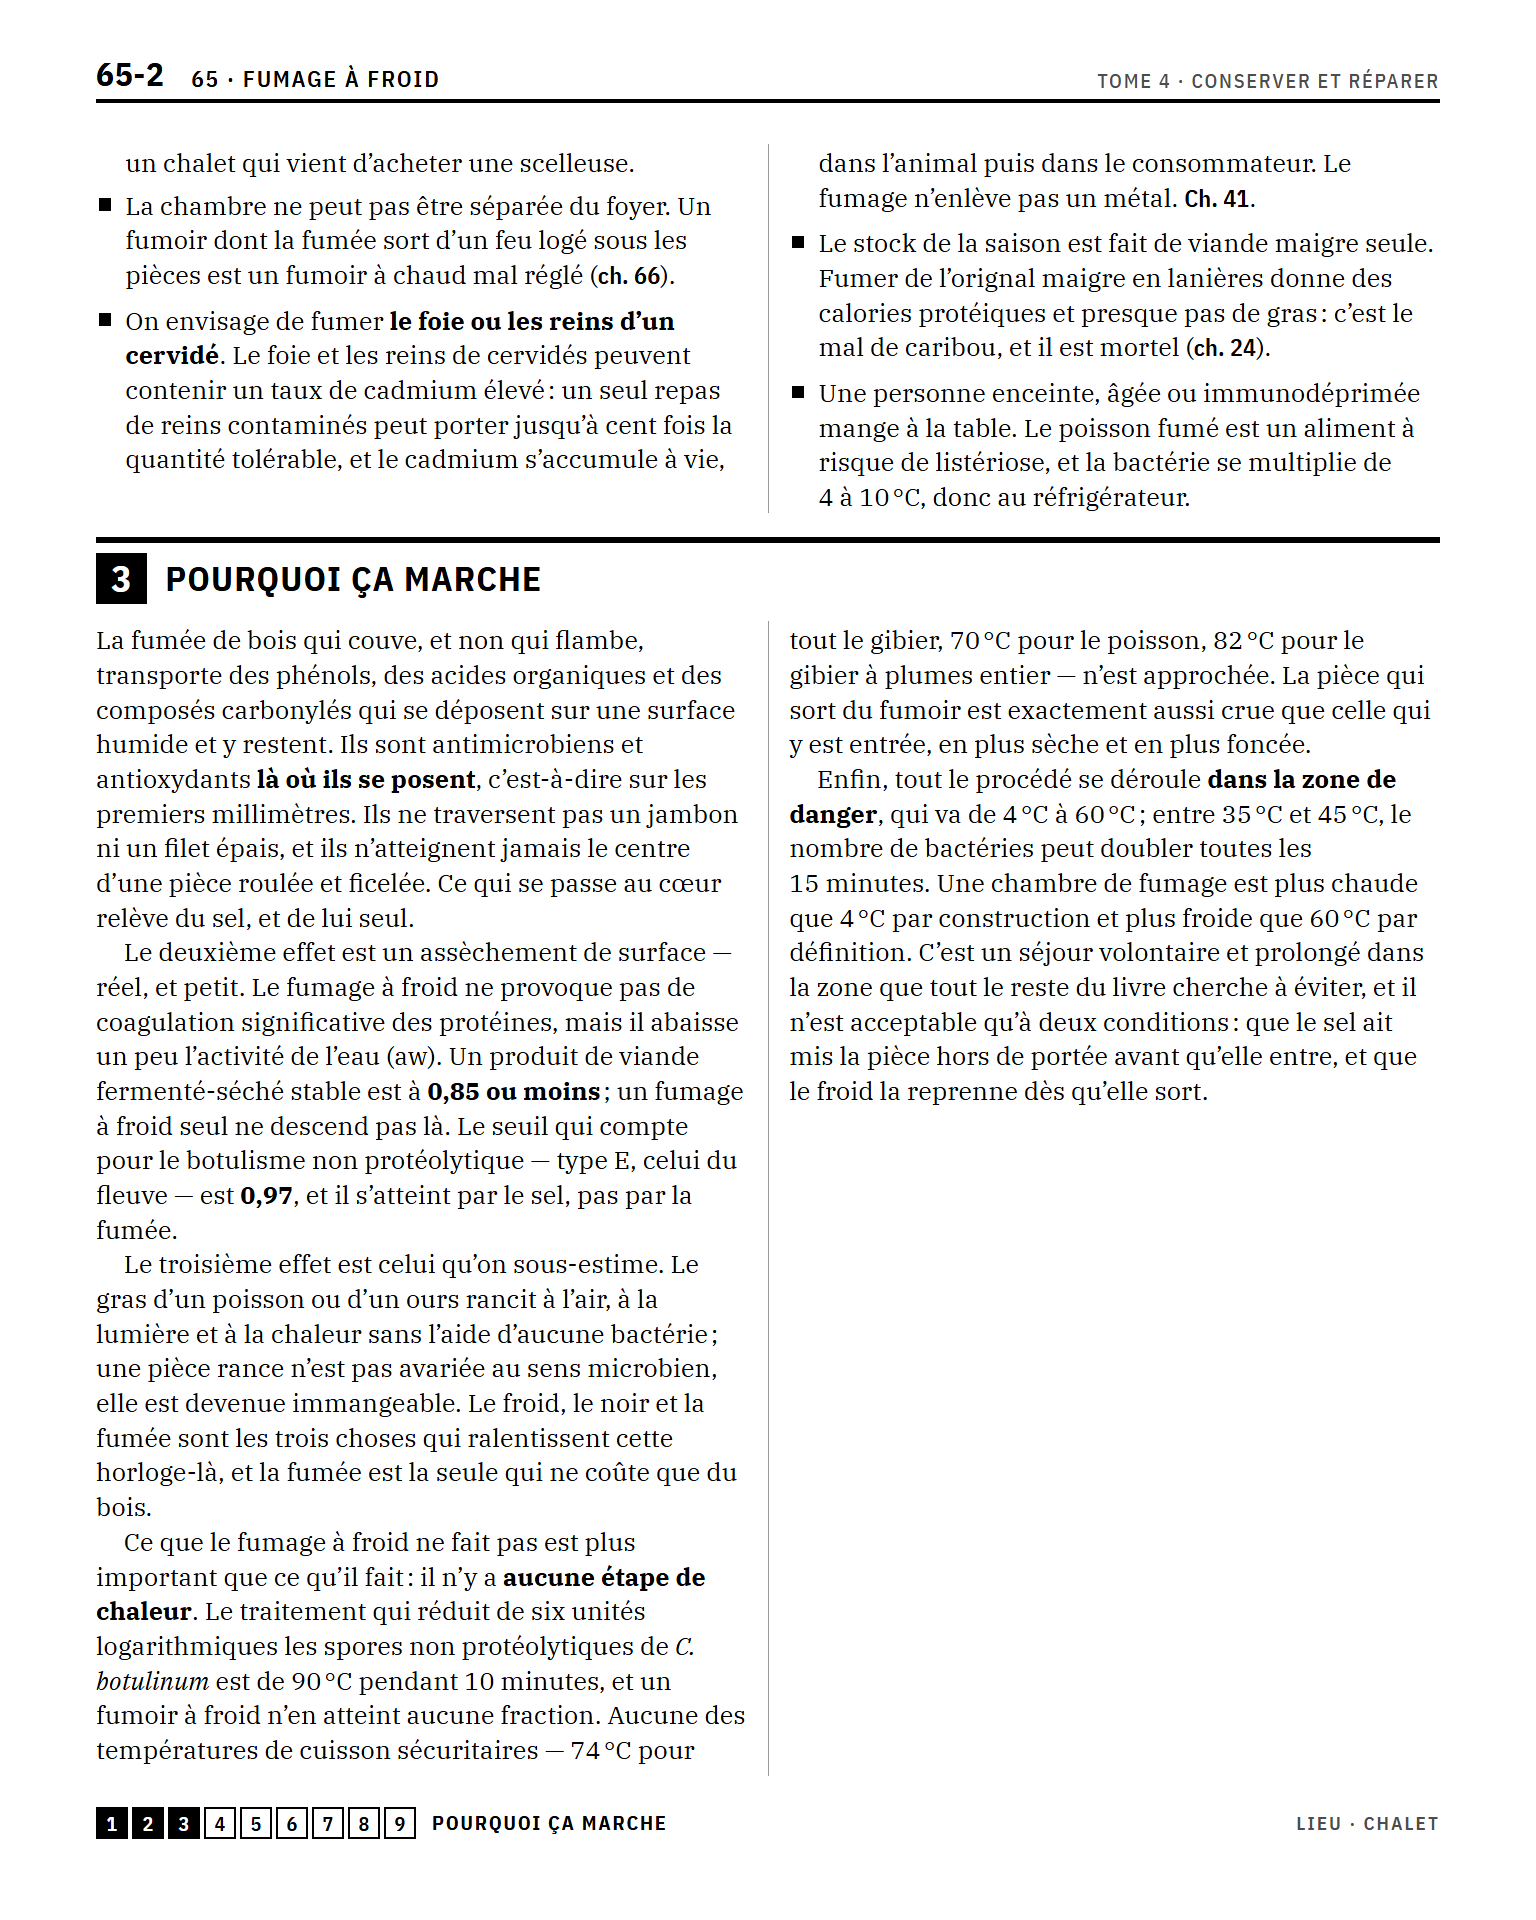 65-2 65 · FUMAGE À FROID
TOME 4 · CONSERVER ET RÉPARER
un chalet qui vient d’acheter une scelleuse.
■ La chambre ne peut pas être séparée du foyer. Un
fumoir dont la fumée sort d’un feu logé sous les
pièces est un fumoir à chaud mal réglé (ch. 66).
■ On envisage de fumer le foie ou les reins d’un
cervidé. Le foie et les reins de cervidés peuvent
contenir un taux de cadmium élevé : un seul repas
de reins contaminés peut porter jusqu’à cent fois la
quantité tolérable, et le cadmium s’accumule à vie,
dans l’animal puis dans le consommateur. Le
fumage n’enlève pas un métal. Ch. 41.
■ Le stock de la saison est fait de viande maigre seule.
Fumer de l’orignal maigre en lanières donne des
calories protéiques et presque pas de gras : c’est le
mal de caribou, et il est mortel (ch. 24).
■ Une personne enceinte, âgée ou immunodéprimée
mange à la table. Le poisson fumé est un aliment à
risque de listériose, et la bactérie se multiplie de
4 à 10 °C, donc au réfrigérateur.
3 POURQUOI ÇA MARCHE
La fumée de bois qui couve, et non qui flambe,
transporte des phénols, des acides organiques et des
composés carbonylés qui se déposent sur une surface
humide et y restent. Ils sont antimicrobiens et
antioxydants là où ils se posent, c’est-à-dire sur les
premiers millimètres. Ils ne traversent pas un jambon
ni un filet épais, et ils n’atteignent jamais le centre
d’une pièce roulée et ficelée. Ce qui se passe au cœur
relève du sel, et de lui seul.
Le deuxième effet est un assèchement de surface —
réel, et petit. Le fumage à froid ne provoque pas de
coagulation significative des protéines, mais il abaisse
un peu l’activité de l’eau (aw). Un produit de viande
fermenté-séché stable est à 0,85 ou moins ; un fumage
à froid seul ne descend pas là. Le seuil qui compte
pour le botulisme non protéolytique — type E, celui du
fleuve — est 0,97, et il s’atteint par le sel, pas par la
fumée.
Le troisième effet est celui qu’on sous-estime. Le
gras d’un poisson ou d’un ours rancit à l’air, à la
lumière et à la chaleur sans l’aide d’aucune bactérie ;
une pièce rance n’est pas avariée au sens microbien,
elle est devenue immangeable. Le froid, le noir et la
fumée sont les trois choses qui ralentissent cette
horloge-là, et la fumée est la seule qui ne coûte que du
bois.
Ce que le fumage à froid ne fait pas est plus
important que ce qu’il fait : il n’y a aucune étape de
chaleur. Le traitement qui réduit de six unités
logarithmiques les spores non protéolytiques de C.
botulinum est de 90 °C pendant 10 minutes, et un
fumoir à froid n’en atteint aucune fraction. Aucune des
températures de cuisson sécuritaires — 74 °C pour
tout le gibier, 70 °C pour le poisson, 82 °C pour le
gibier à plumes entier — n’est approchée. La pièce qui
sort du fumoir est exactement aussi crue que celle qui
y est entrée, en plus sèche et en plus foncée.
Enfin, tout le procédé se déroule dans la zone de
danger, qui va de 4 °C à 60 °C ; entre 35 °C et 45 °C, le
nombre de bactéries peut doubler toutes les
15 minutes. Une chambre de fumage est plus chaude
que 4 °C par construction et plus froide que 60 °C par
définition. C’est un séjour volontaire et prolongé dans
la zone que tout le reste du livre cherche à éviter, et il
n’est acceptable qu’à deux conditions : que le sel ait
mis la pièce hors de portée avant qu’elle entre, et que
le froid la reprenne dès qu’elle sort.
1 2 3 4 5 6 7 8 9 POURQUOI ÇA MARCHE
LIEU · CHALET